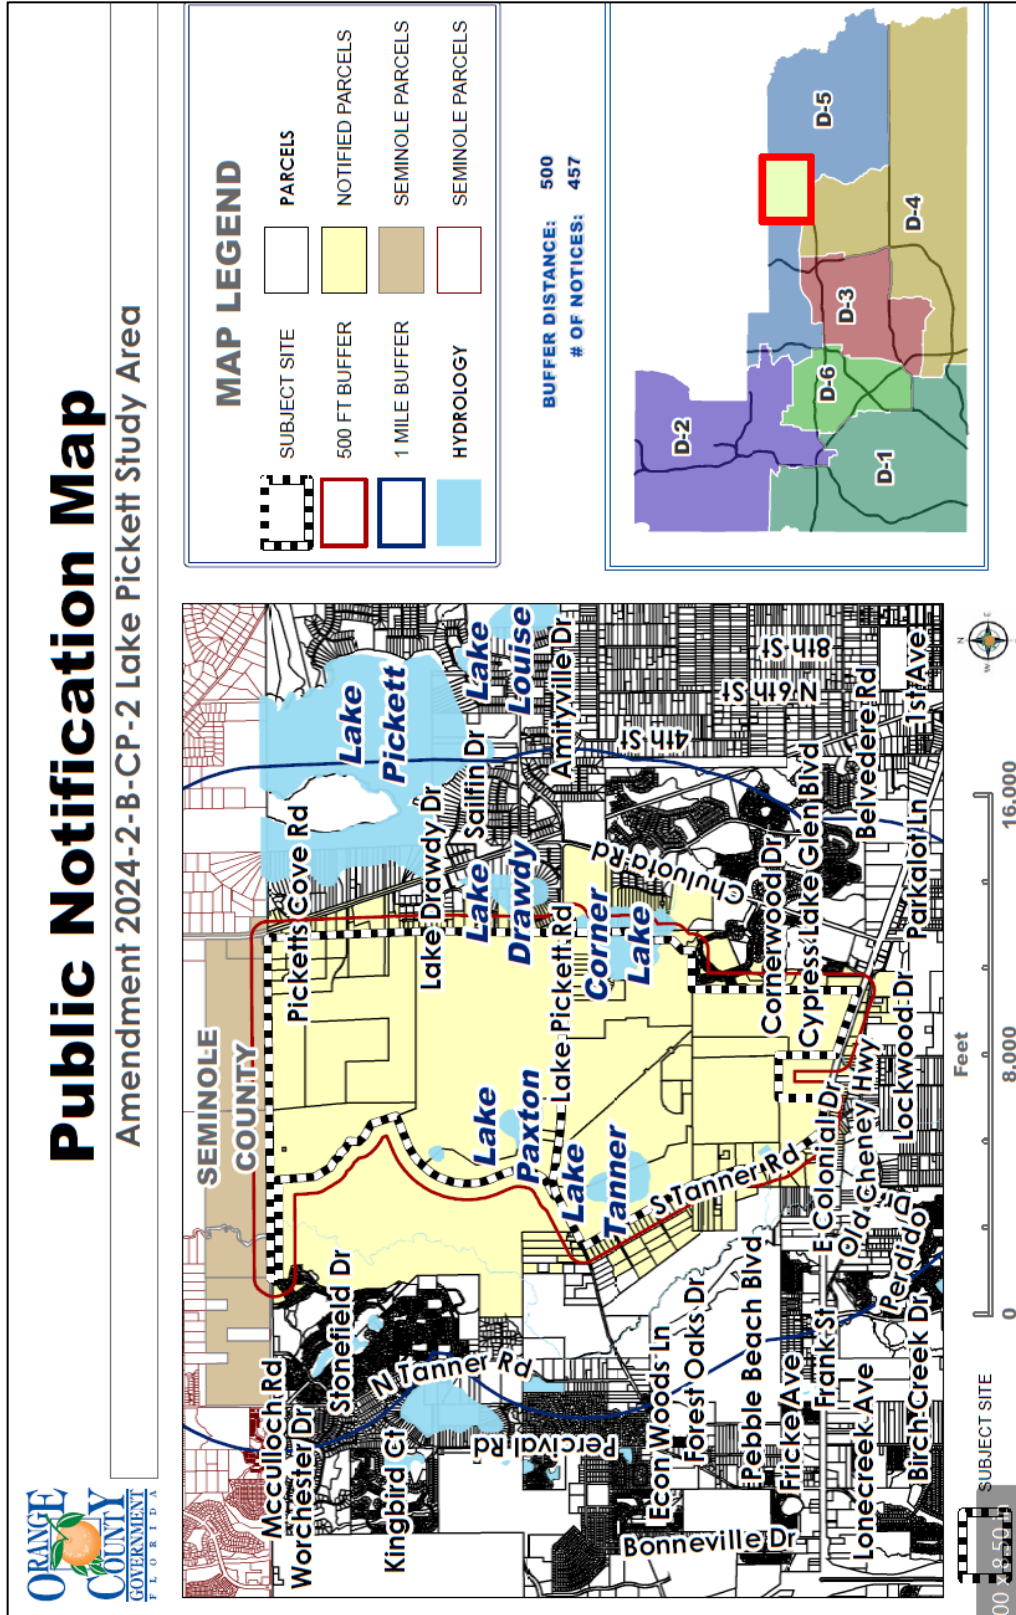 ORANGE
COUNTY
GOVERNMENT
FLORIDA
Public Notification Map
Amendment 2024-2-B-CP-2 Lake Pickett Study Area
SEMINOLE
COUNTY
Mcculloch Rd
Worchester Dr
Stonefield Dr
Kingbird Ct
N Tanner Rd
Percival Rd
Econ Woods Ln
Forest Oaks Dr
Pebble Beach Blvd
Bonneville Dr
Fricke Ave
Frank St
Lonecreek Ave
Birch Creek Dr
Perdido Dr
Old Cheney Hwy
E Colonial Dr
S Tanner Rd
Lake
Tanner
Lake
Paxton
Lake Pickett Rd
Picketts Cove Rd
Lake Drawdy Dr
Lake
Drawdy
Sailfin Dr
Lake
Pickett
Lake
Louise
Amityville Dr
Corner
Lake
Chuluota Rd
Cornerwood Dr
Cypress Lake Glen Blvd
Lockwood Dr
Parkalot Ln
Belvedere Rd
1st Ave
4th St
N 6th St
8th St
MAP LEGEND
SUBJECT SITE
PARCELS
500 FT BUFFER
NOTIFIED PARCELS
1 MILE BUFFER
SEMINOLE PARCELS
HYDROLOGY
SEMINOLE PARCELS
BUFFER DISTANCE: 500
# OF NOTICES: 457
D-2
D-5
D-6
D-3
D-1
D-4
SUBJECT SITE
Feet
0 8,000 16,000
N
W
E